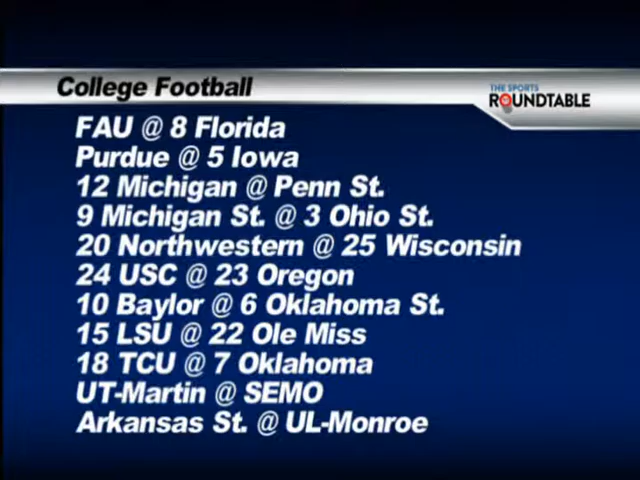 College Football
THE SPORTS
ROUNDTABLE
FAU @ 8 Florida
Purdue @ 5 Iowa
12 Michigan @ Penn St.
9 Michigan St. @ 3 Ohio St.
20 Northwestern @ 25 Wisconsin
24 USC @ 23 Oregon
10 Baylor @ 6 Oklahoma St.
15 LSU @ 22 Ole Miss
18 TCU @ 7 Oklahoma
UT-Martin @ SEMO
Arkansas St. @ UL-Monroe